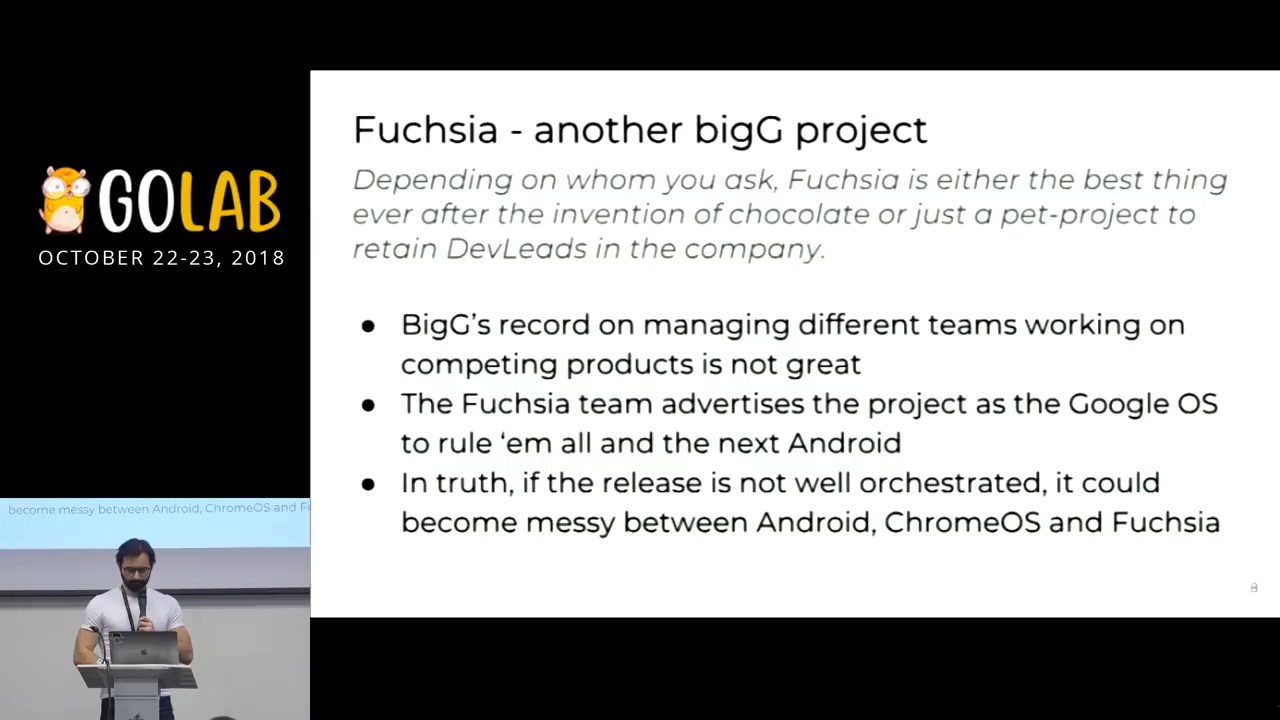 GOLAB
OCTOBER 22-23, 2018
Fuchsia - another bigG project
Depending on whom you ask, Fuchsia is either the best thing
ever after the invention of chocolate or just a pet-project to
retain DevLeads in the company.
● BigG's record on managing different teams working on
competing products is not great
● The Fuchsia team advertises the project as the Google OS
to rule ‘em all and the next Android
● In truth, if the release is not well orchestrated, it could
become messy between Android, ChromeOS and Fuchsia
8
become messy between Android, ChromeOS and Fu